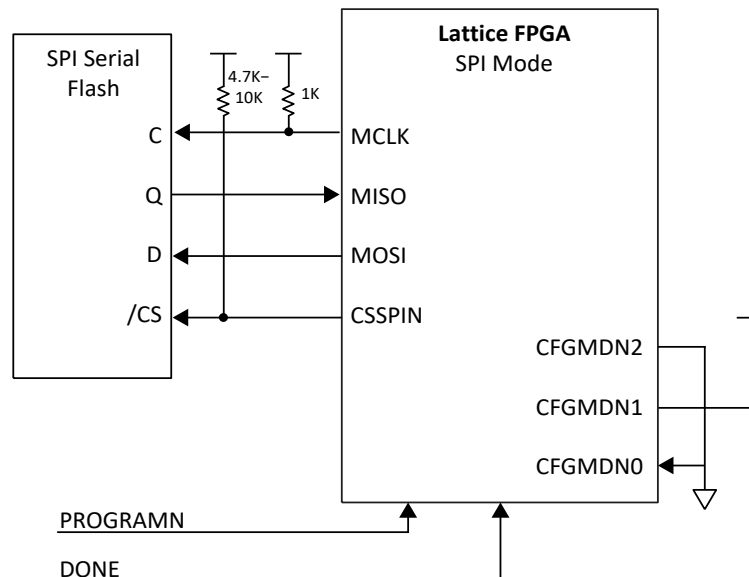 SPI Serial
Flash
4.7K–
10K
1K
Lattice FPGA
SPI Mode
C
MCLK
Q
MISO
D
MOSI
/CS
CSSPIN
CFGMDN2
CFGMDN1
CFGMDN0
PROGRAMN
DONE